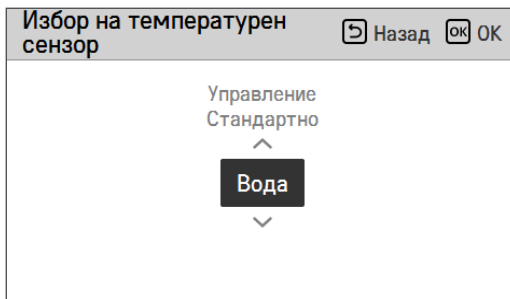 Избор на температурен
сензор
Назад OK OK
Управление
Стандартно
Вода